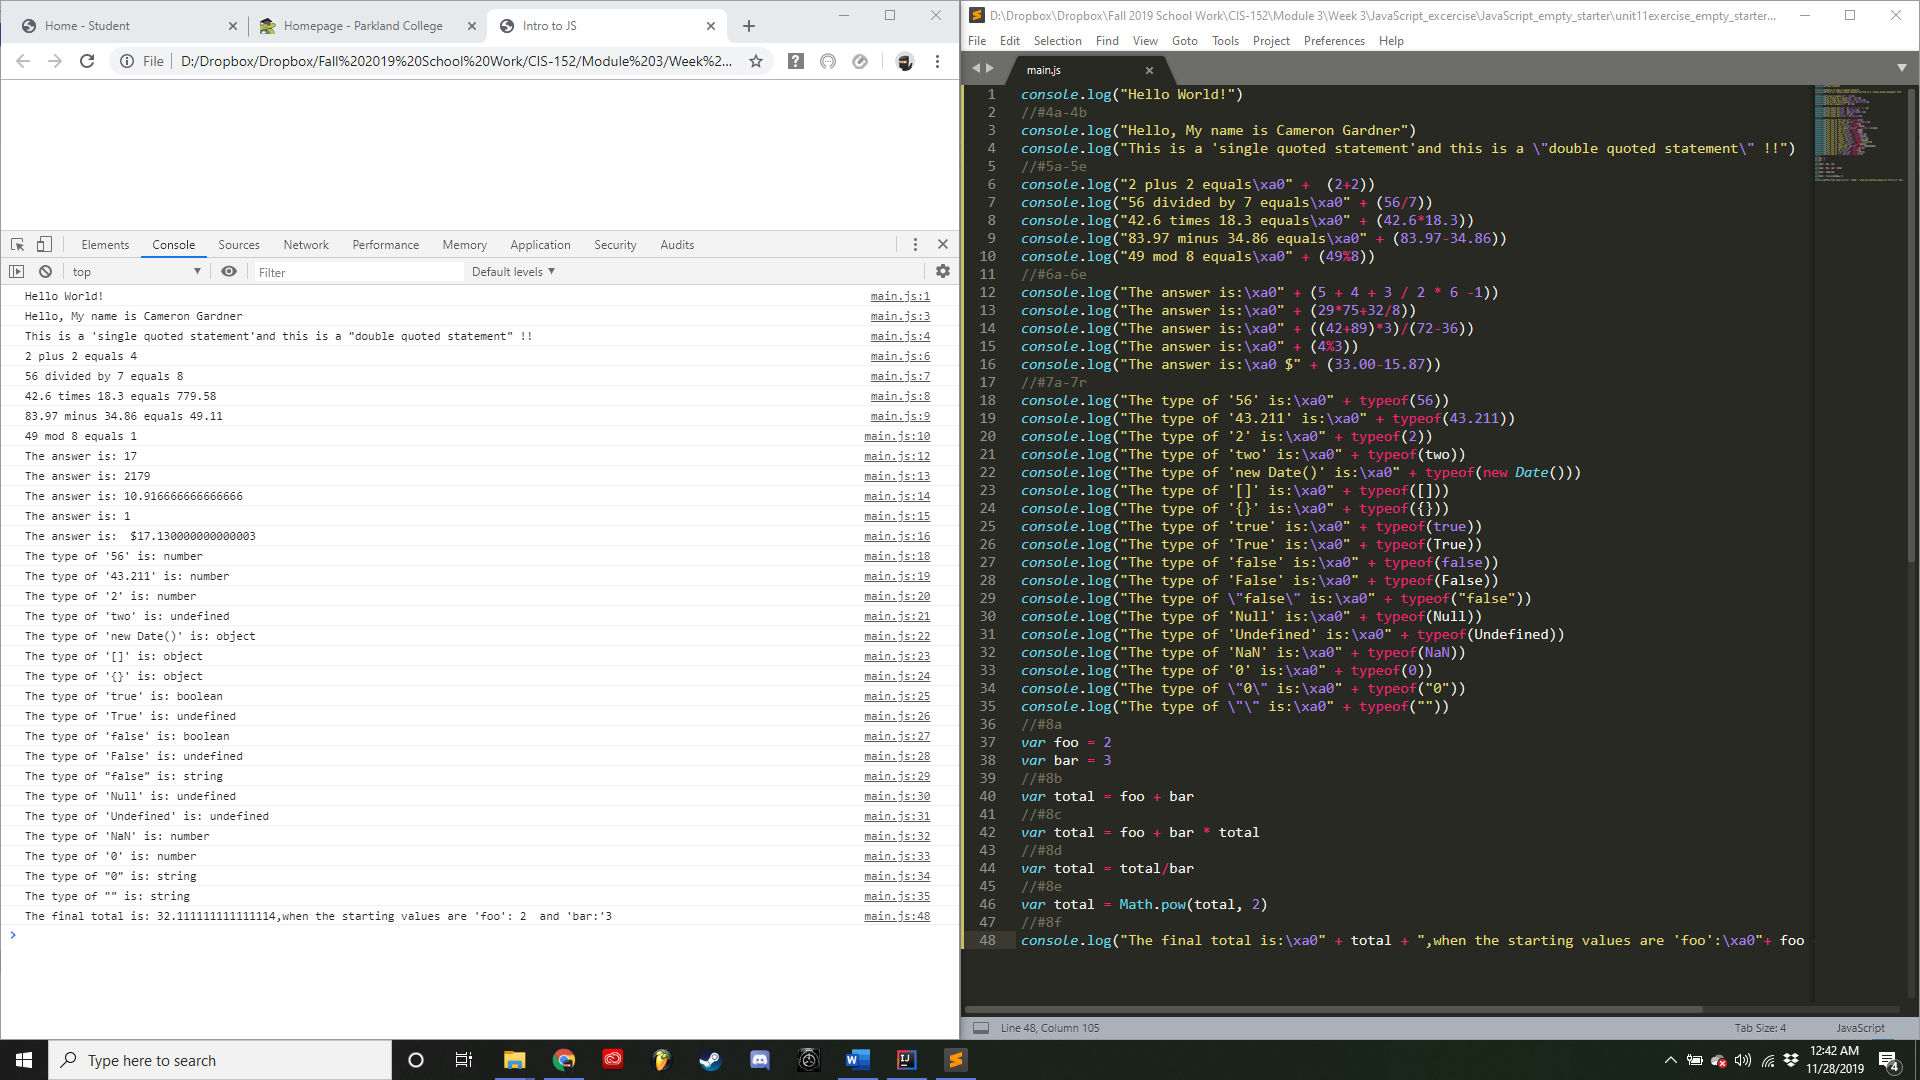 Home - Student
Homepage - Parkland College
Intro to JS
File
D:/Dropbox/Dropbox/Fall%202019%20School%20Work/CIS-152/Module%203/Week%2...
Elements Console Sources Network Performance Memory Application Security Audits
top
Filter
Default levels
Hello World! main.js:1
Hello, My name is Cameron Gardner main.js:3
This is a 'single quoted statement'and this is a "double quoted statement" !! main.js:4
2 plus 2 equals 4 main.js:6
56 divided by 7 equals 8 main.js:7
42.6 times 18.3 equals 779.58 main.js:8
83.97 minus 34.86 equals 49.11 main.js:9
49 mod 8 equals 1 main.js:10
The answer is: 17 main.js:12
The answer is: 2179 main.js:13
The answer is: 10.916666666666666 main.js:14
The answer is: 1 main.js:15
The answer is:  $17.130000000000003 main.js:16
The type of '56' is: number main.js:18
The type of '43.211' is: number main.js:19
The type of '2' is: number main.js:20
The type of 'two' is: undefined main.js:21
The type of 'new Date()' is: object main.js:22
The type of '[]' is: object main.js:23
The type of '{}' is: object main.js:24
The type of 'true' is: boolean main.js:25
The type of 'True' is: undefined main.js:26
The type of 'false' is: boolean main.js:27
The type of 'False' is: undefined main.js:28
The type of "false" is: string main.js:29
The type of 'Null' is: undefined main.js:30
The type of 'Undefined' is: undefined main.js:31
The type of 'NaN' is: number main.js:32
The type of '0' is: number main.js:33
The type of "0" is: string main.js:34
The type of "" is: string main.js:35
The final total is: 32.111111111111114,when the starting values are 'foo': 2  and 'bar:'3 main.js:48
D:\Dropbox\Dropbox\Fall 2019 School Work\CIS-152\Module 3\Week 3\JavaScript_excercise\JavaScript_empty_starter\unit11exercise_empty_starter...
File Edit Selection Find View Goto Tools Project Preferences Help
main.js
1 console.log("Hello World!")
2 //#4a-4b
3 console.log("Hello, My name is Cameron Gardner")
4 console.log("This is a 'single quoted statement'and this is a \"double quoted statement\" !!")
5 //#5a-5e
6 console.log("2 plus 2 equals\xa0" +  (2+2))
7 console.log("56 divided by 7 equals\xa0" + (56/7))
8 console.log("42.6 times 18.3 equals\xa0" + (42.6*18.3))
9 console.log("83.97 minus 34.86 equals\xa0" + (83.97-34.86))
10 console.log("49 mod 8 equals\xa0" + (49%8))
11 //#6a-6e
12 console.log("The answer is:\xa0" + (5 + 4 + 3 / 2 * 6 -1))
13 console.log("The answer is:\xa0" + (29*75+32/8))
14 console.log("The answer is:\xa0" + ((42+89)*3)/(72-36))
15 console.log("The answer is:\xa0" + (4%3))
16 console.log("The answer is:\xa0 $" + (33.00-15.87))
17 //#7a-7r
18 console.log("The type of '56' is:\xa0" + typeof(56))
19 console.log("The type of '43.211' is:\xa0" + typeof(43.211))
20 console.log("The type of '2' is:\xa0" + typeof(2))
21 console.log("The type of 'two' is:\xa0" + typeof(two))
22 console.log("The type of 'new Date()' is:\xa0" + typeof(new Date()))
23 console.log("The type of '[]' is:\xa0" + typeof([]))
24 console.log("The type of '{}' is:\xa0" + typeof({}))
25 console.log("The type of 'true' is:\xa0" + typeof(true))
26 console.log("The type of 'True' is:\xa0" + typeof(True))
27 console.log("The type of 'false' is:\xa0" + typeof(false))
28 console.log("The type of 'False' is:\xa0" + typeof(False))
29 console.log("The type of \"false\" is:\xa0" + typeof("false"))
30 console.log("The type of 'Null' is:\xa0" + typeof(Null))
31 console.log("The type of 'Undefined' is:\xa0" + typeof(Undefined))
32 console.log("The type of 'NaN' is:\xa0" + typeof(NaN))
33 console.log("The type of '0' is:\xa0" + typeof(0))
34 console.log("The type of \"0\" is:\xa0" + typeof("0"))
35 console.log("The type of \"\" is:\xa0" + typeof(""))
36 //#8a
37 var foo = 2
38 var bar = 3
39 //#8b
40 var total = foo + bar
41 //#8c
42 var total = foo + bar * total
43 //#8d
44 var total = total/bar
45 //#8e
46 var total = Math.pow(total, 2)
47 //#8f
48 console.log("The final total is:\xa0" + total + ",when the starting values are 'foo':\xa0"+ foo
Line 48, Column 105
Tab Size: 4
JavaScript
Type here to search
12:42 AM
11/28/2019
4